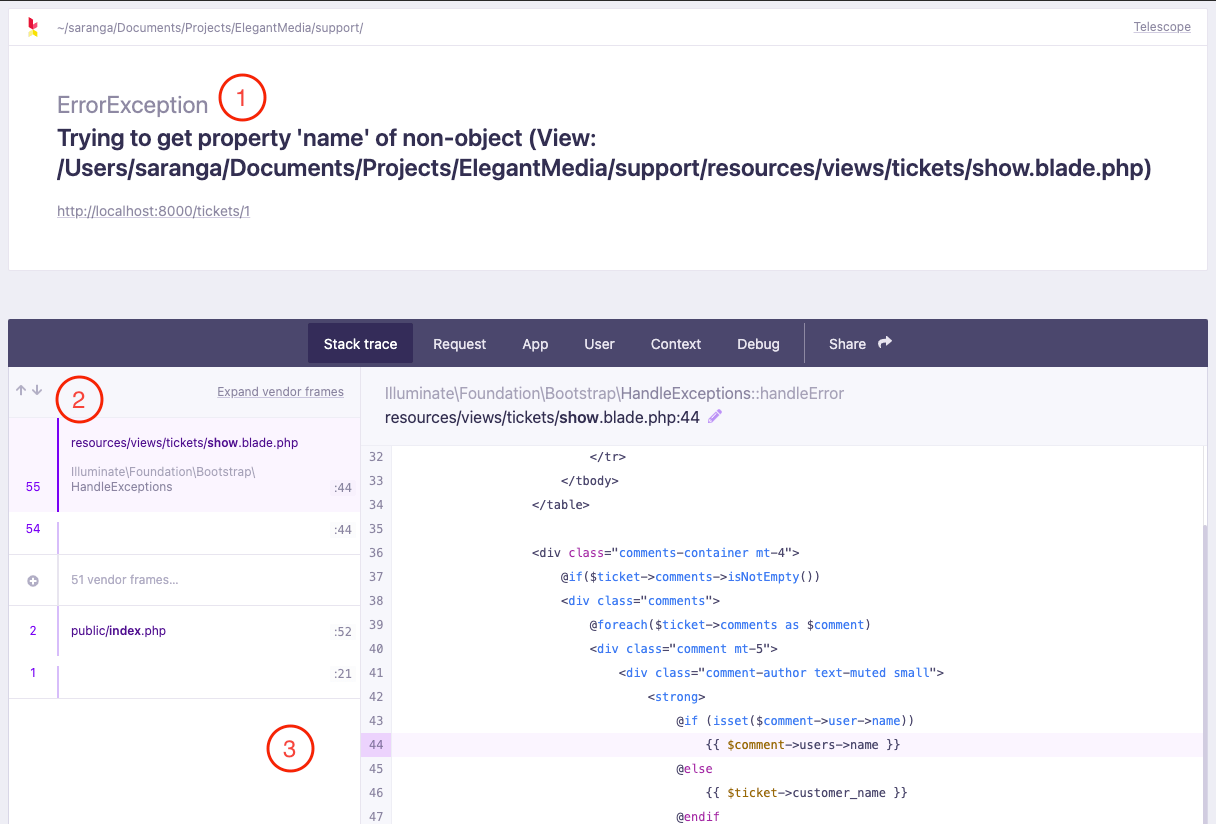 ~/saranga/Documents/Projects/ElegantMedia/support/
Telescope
ErrorException
1
Trying to get property 'name' of non-object (View:
/Users/saranga/Documents/Projects/ElegantMedia/support/resources/views/tickets/show.blade.php)
http://localhost:8000/tickets/1
Stack trace Request App User Context Debug Share
2
Expand vendor frames
resources/views/tickets/show.blade.php
Illuminate\Foundation\Bootstrap\
55 HandleExceptions :44
54 :44
51 vendor frames...
2 public/index.php :52
1 :21
3
Illuminate\Foundation\Bootstrap\HandleExceptions::handleError
resources/views/tickets/show.blade.php:44
32 </tr>
33 </tbody>
34 </table>
35
36 <div class="comments-container mt-4">
37 @if($ticket->comments->isNotEmpty())
38 <div class="comments">
39 @foreach($ticket->comments as $comment)
40 <div class="comment mt-5">
41 <div class="comment-author text-muted small">
42 <strong>
43 @if (isset($comment->user->name))
44 {{ $comment->users->name }}
45 @else
46 {{ $ticket->customer_name }}
47 @endif